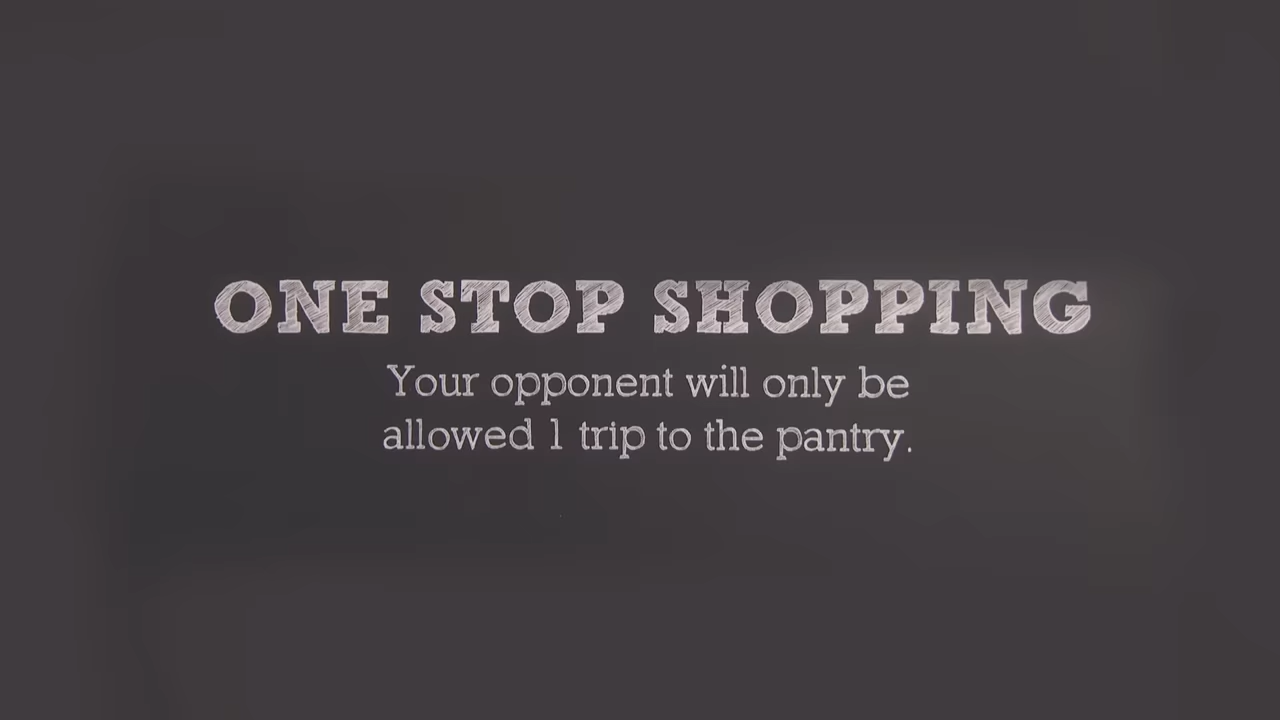 ONE STOP SHOPPING
Your opponent will only be
allowed 1 trip to the pantry.